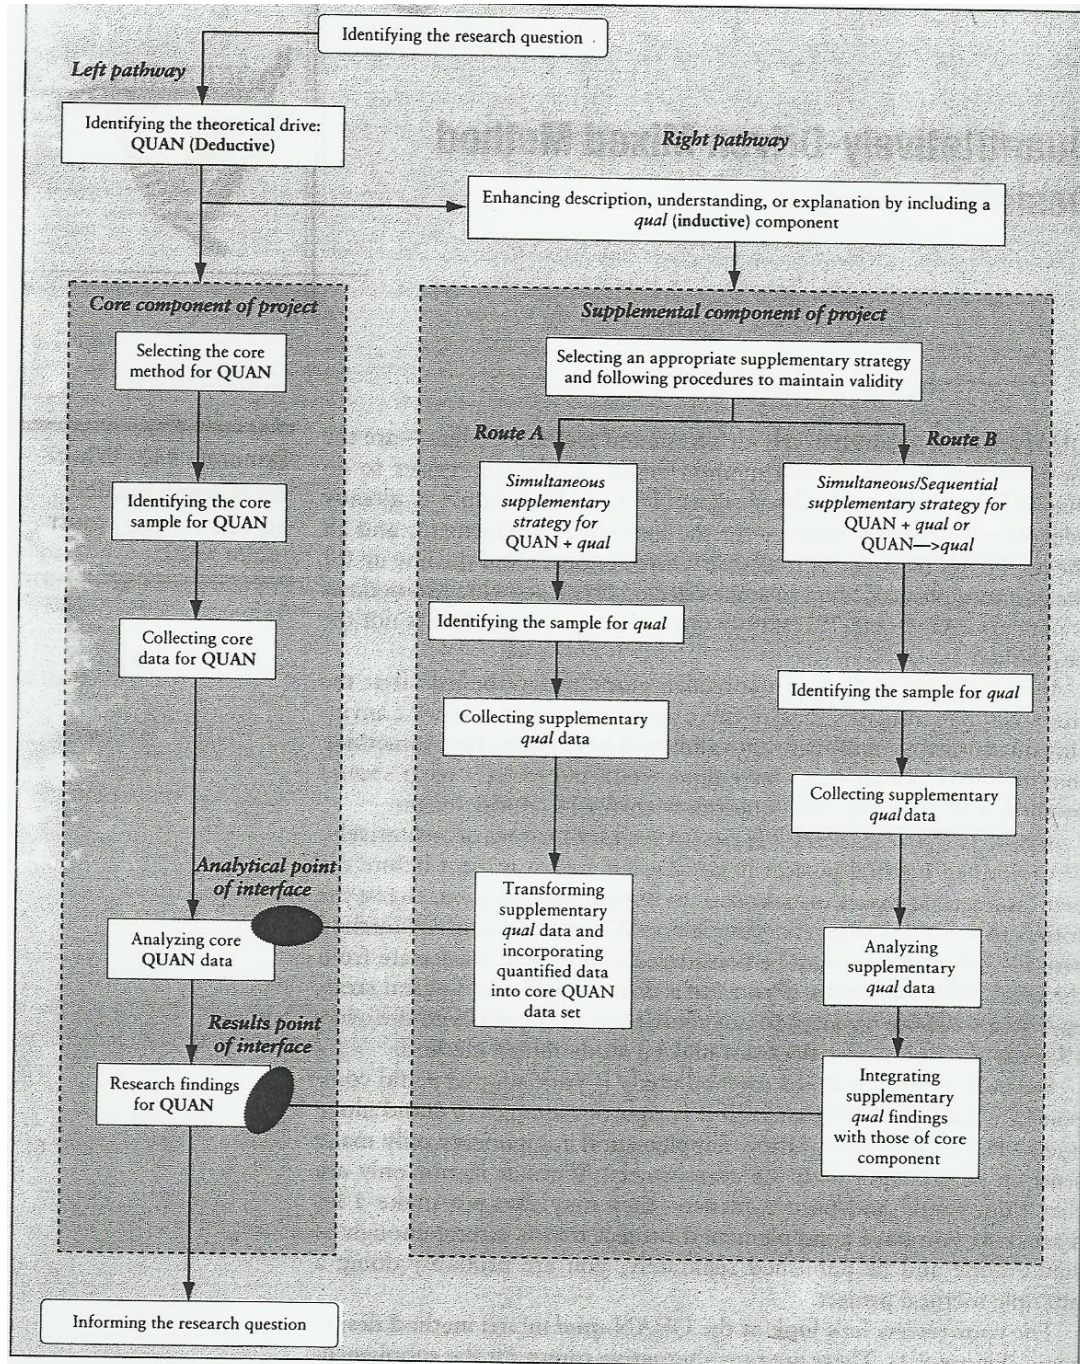 Identifying the research question
Left pathway
Identifying the theoretical drive:
QUAN (Deductive)
Right pathway
Enhancing description, understanding, or explanation by including a
qual (inductive) component
Core component of project
Selecting the core
method for QUAN
Identifying the core
sample for QUAN
Collecting core
data for QUAN
Analytical point
of interface
Analyzing core
QUAN data
Results point
of interface
Research findings
for QUAN
Supplemental component of project
Selecting an appropriate supplementary strategy
and following procedures to maintain validity
Route A
Simultaneous
supplementary
strategy for
QUAN + qual
Identifying the sample for qual
Collecting supplementary
qual data
Transforming
supplementary
qual data and
incorporating
quantified data
into core QUAN
data set
Route B
Simultaneous/Sequential
supplementary strategy for
QUAN + qual or
QUAN—>qual
Identifying the sample for qual
Collecting supplementary
qual data
Analyzing
supplementary
qual data
Integrating
supplementary
qual findings
with those of core
component
Informing the research question